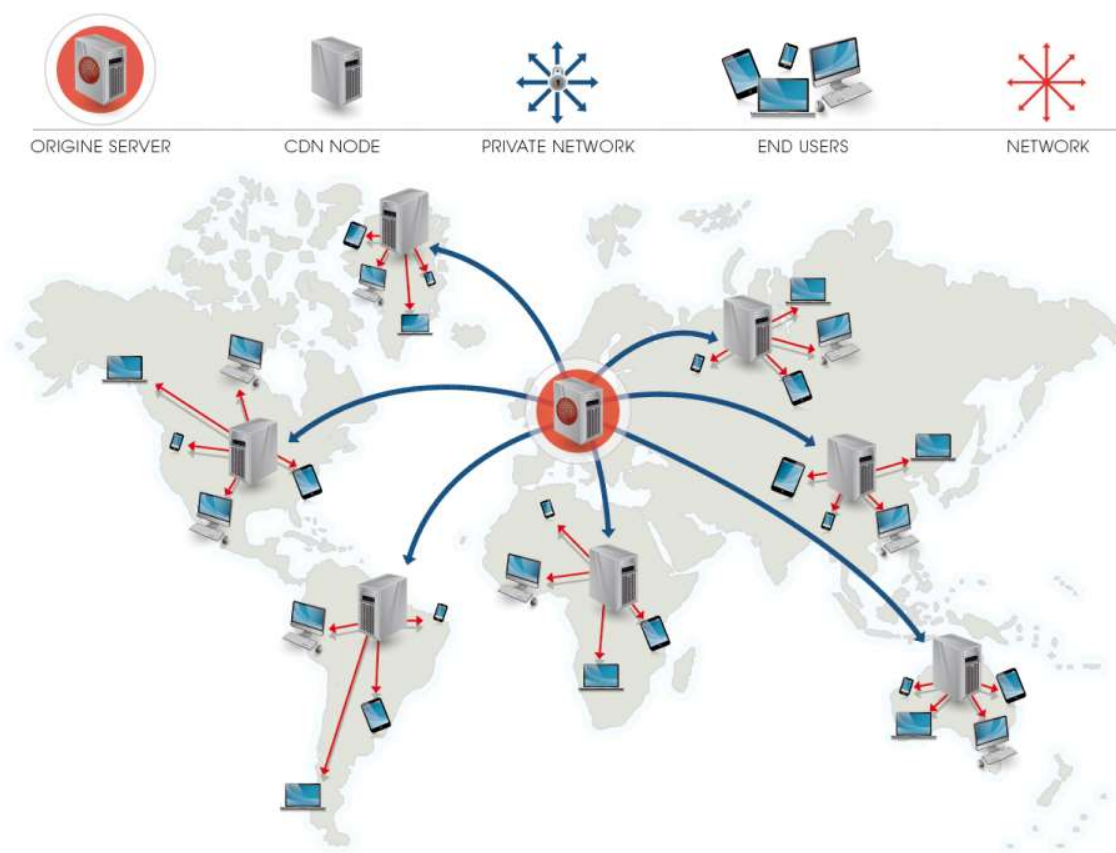 ORIGINE SERVER
CDN NODE
PRIVATE NETWORK
END USERS
NETWORK